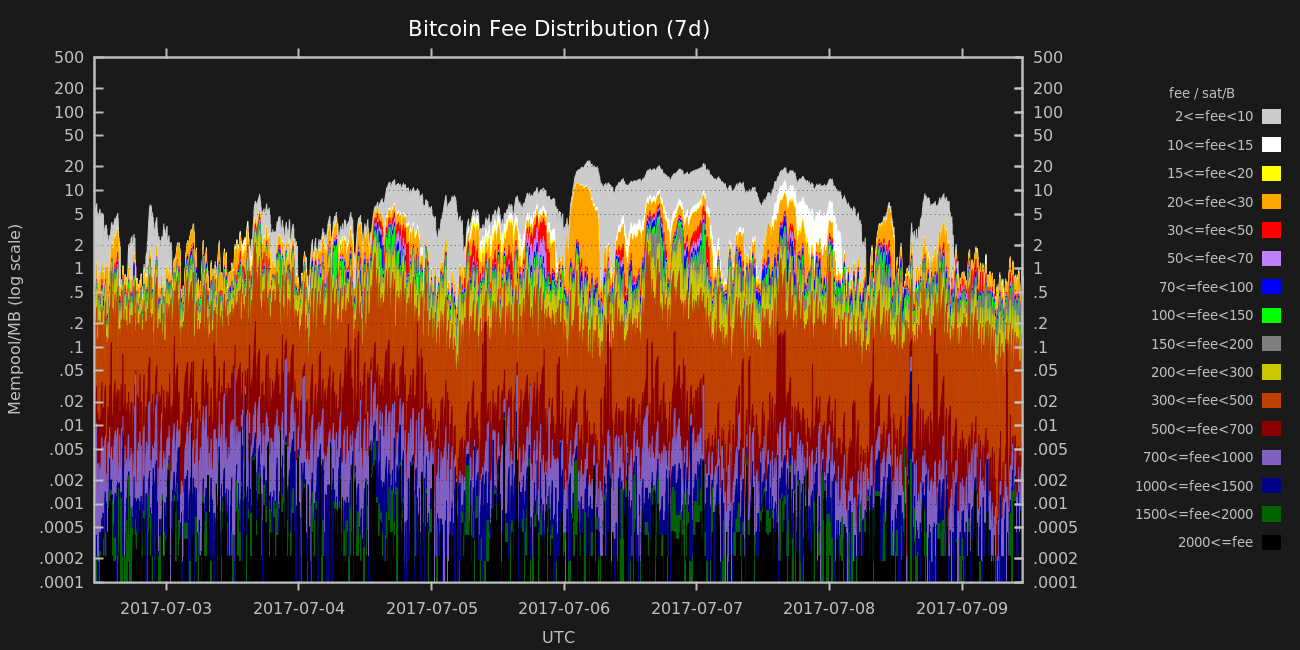 Bitcoin Fee Distribution (7d)
500
200
100
50
20
10
5
2
1
.5
.2
.1
.05
.02
.01
.005
.002
.001
.0005
.0002
.0001
Mempool/MB (log scale)
500
200
100
50
20
10
5
2
1
.5
.2
.1
.05
.02
.01
.005
.002
.001
.0005
.0002
.0001
2017-07-03 2017-07-04 2017-07-05 2017-07-06 2017-07-07 2017-07-08 2017-07-09
UTC
fee / sat/B
2<=fee<10
10<=fee<15
15<=fee<20
20<=fee<30
30<=fee<50
50<=fee<70
70<=fee<100
100<=fee<150
150<=fee<200
200<=fee<300
300<=fee<500
500<=fee<700
700<=fee<1000
1000<=fee<1500
1500<=fee<2000
2000<=fee